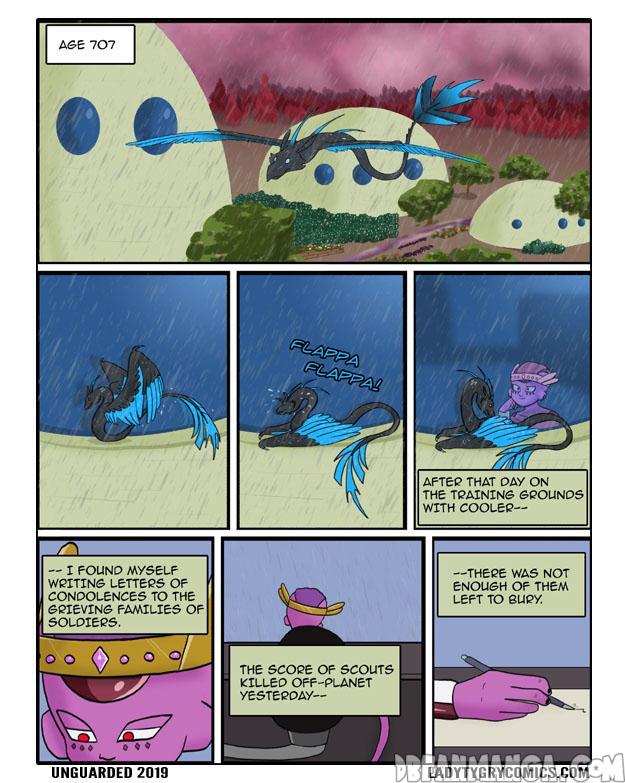 AGE 707
FLAPPA
FLAPPA!
AFTER THAT DAY ON
THE TRAINING GROUNDS
WITH COOLER--
-- I FOUND MYSELF
WRITING LETTERS OF
CONDOLENCES TO THE
GRIEVING FAMILIES OF
SOLDIERS.
THE SCORE OF SCOUTS
KILLED OFF-PLANET
YESTERDAY--
--THERE WAS NOT
ENOUGH OF THEM
LEFT TO BURY.
UNGUARDED 2019
LADYTYGRYCOMICS.COM
DBFANMANGA.COM